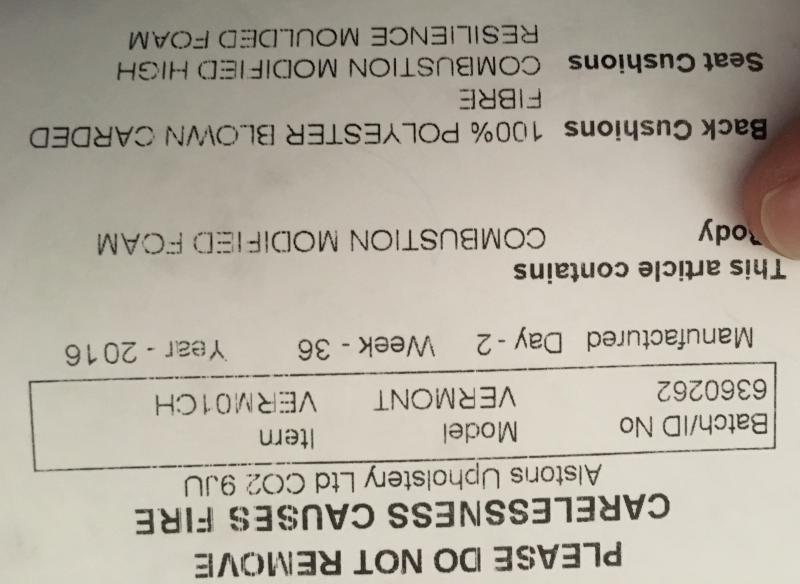 PLEASE DO NOT REMOVE
CARELESSNESS CAUSES FIRE
Alstons Upholstery Ltd CO2 9JU
Batch/ID No Model Item
6360262 VERMONT VERM01CH
Manufactured Day - 2 Week - 36 Year - 2016
This article contains
Body COMBUSTION MODIFIED FOAM
Back Cushions 100% POLYESTER BLOWN CARDED
FIBRE
Seat Cushions COMBUSTION MODIFIED HIGH
RESILIENCE MOULDED FOAM